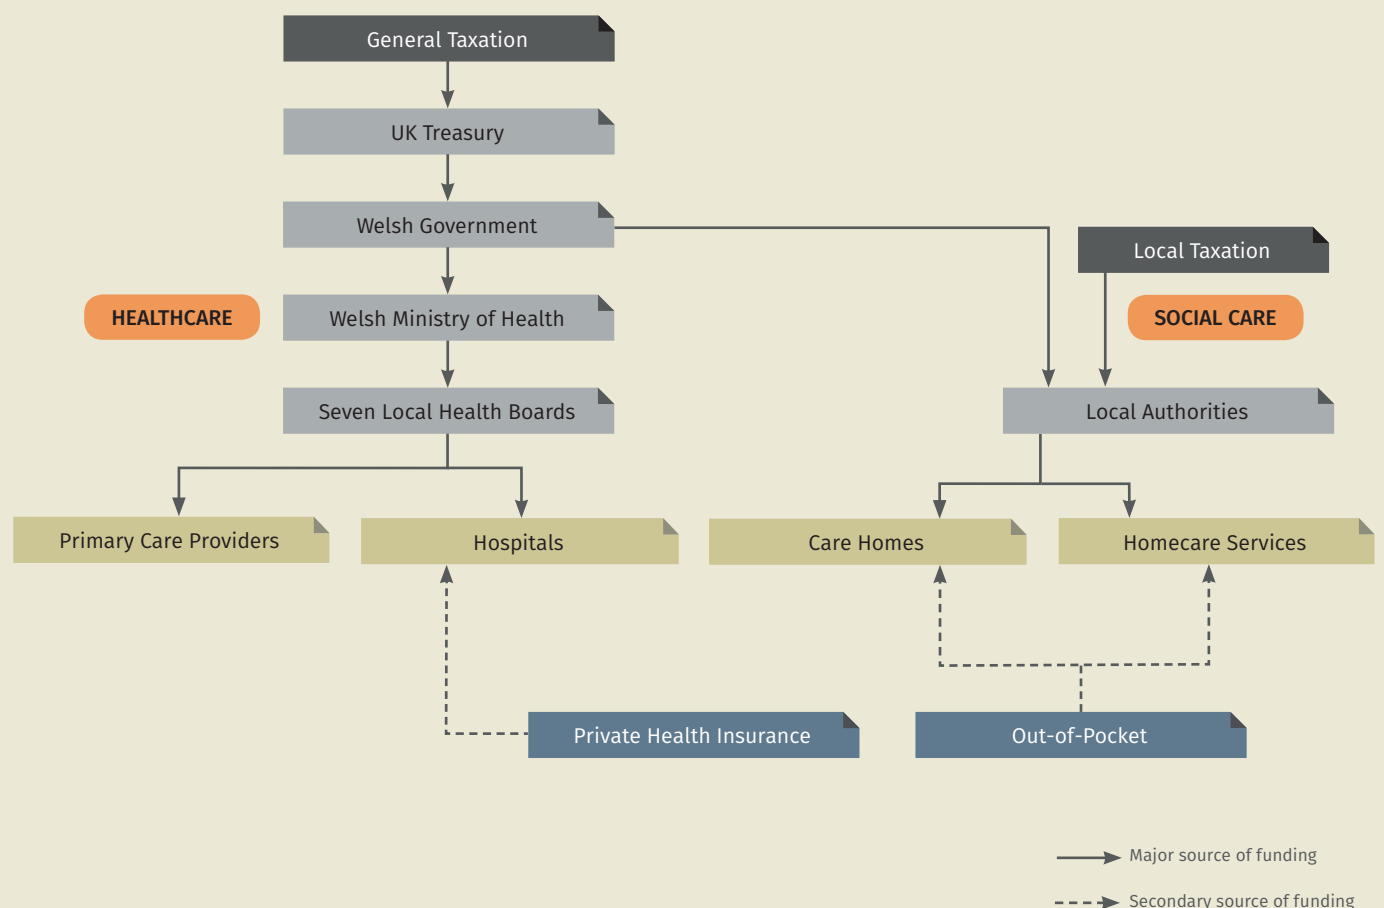 General Taxation
UK Treasury
Welsh Government
Local Taxation
HEALTHCARE
Welsh Ministry of Health
SOCIAL CARE
Seven Local Health Boards
Local Authorities
Primary Care Providers
Hospitals
Care Homes
Homecare Services
Private Health Insurance
Out-of-Pocket
Major source of funding
Secondary source of funding